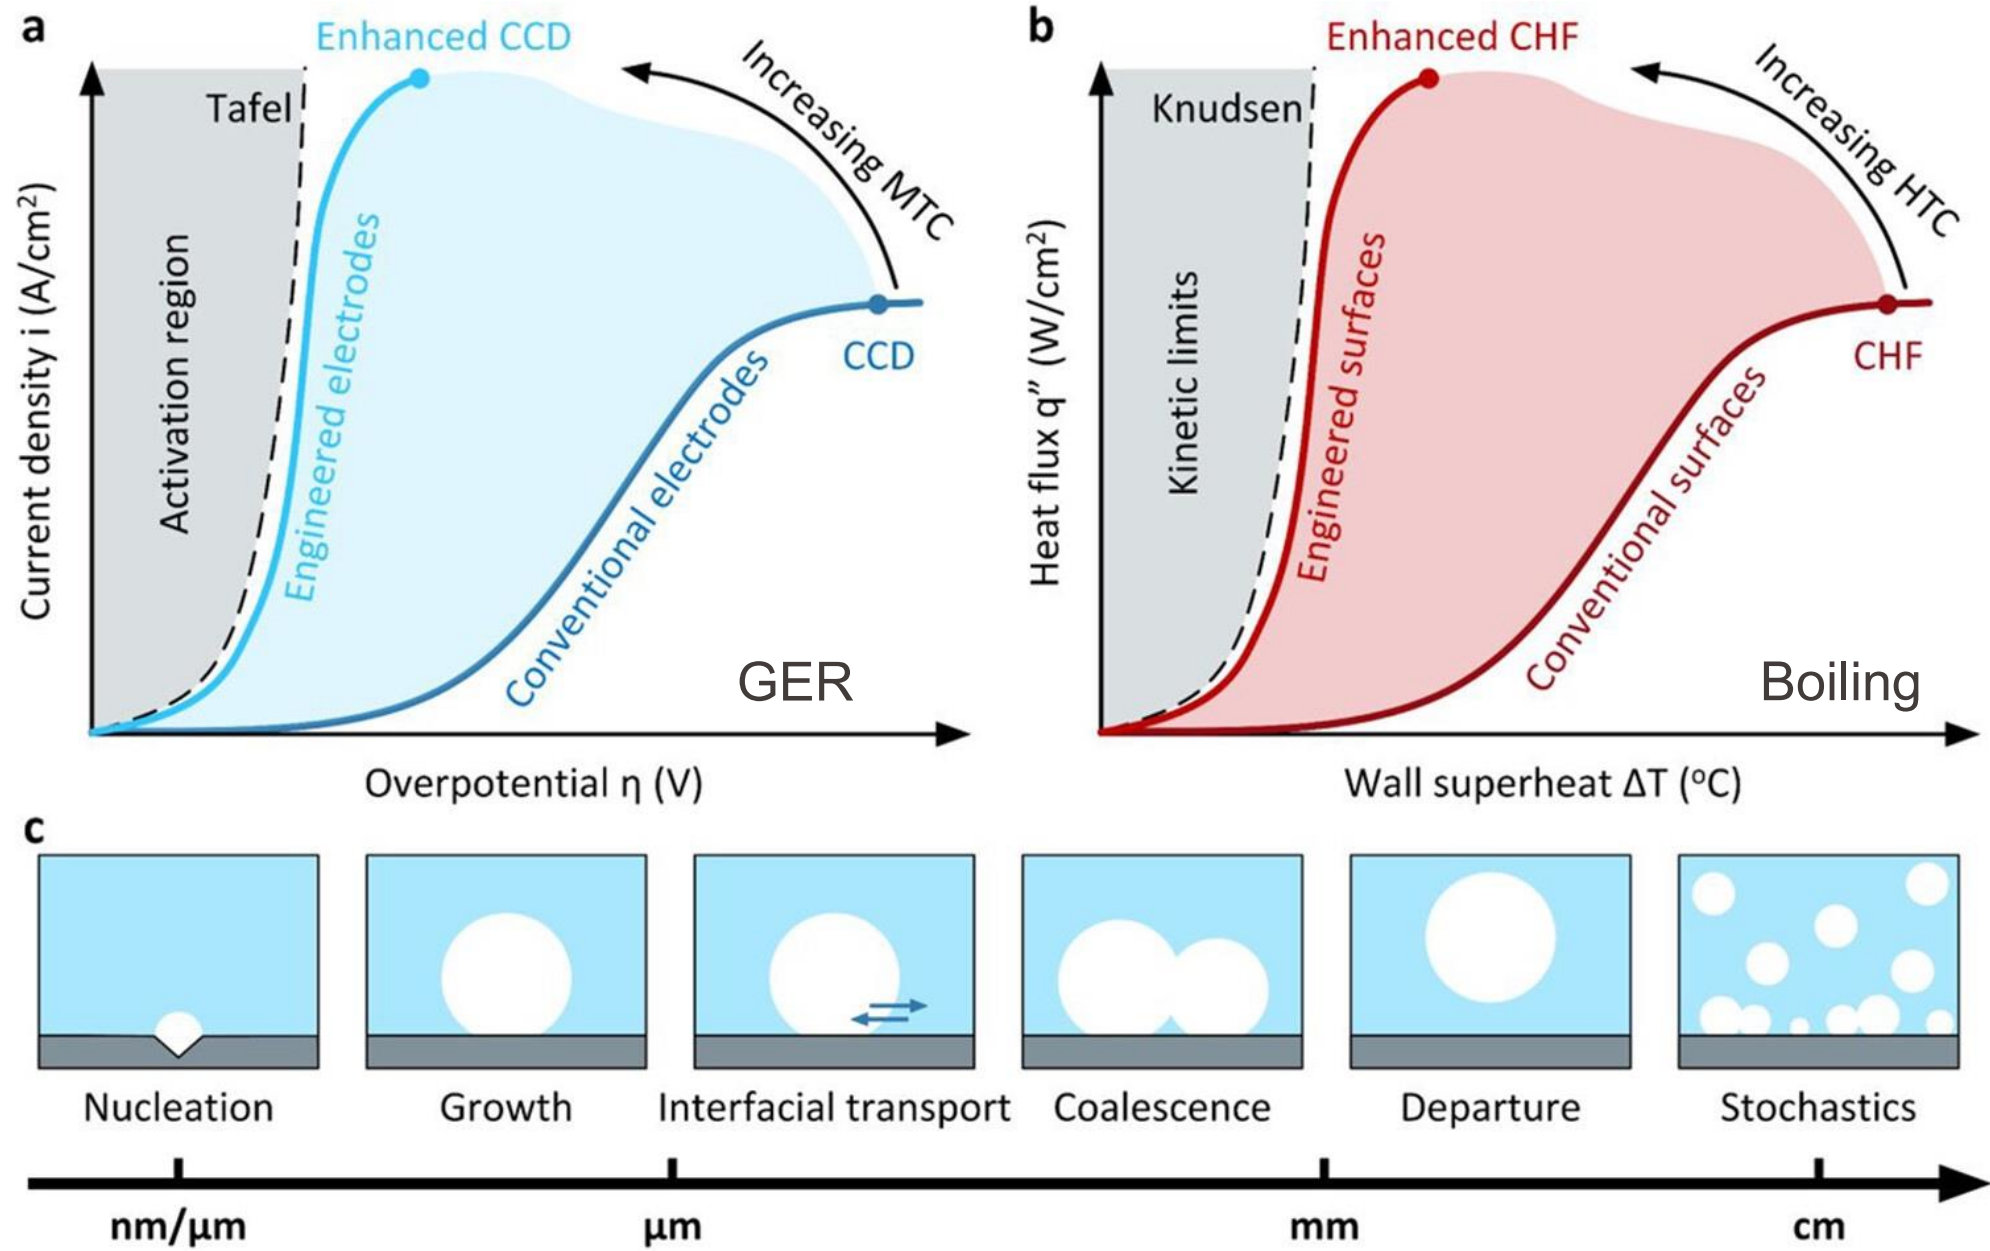 a
Enhanced CCD
Increasing MTC
Tafel
Activation region
Engineered electrodes
Conventional electrodes
CCD
GER
Current density i (A/cm²)
Overpotential η (V)
b
Enhanced CHF
Increasing HTC
Knudsen
Kinetic limits
Engineered surfaces
Conventional surfaces
CHF
Boiling
Heat flux q” (W/cm²)
Wall superheat ΔT (ºC)
c
Nucleation
Growth
Interfacial transport
Coalescence
Departure
Stochastics
nm/μm
μm
mm
cm